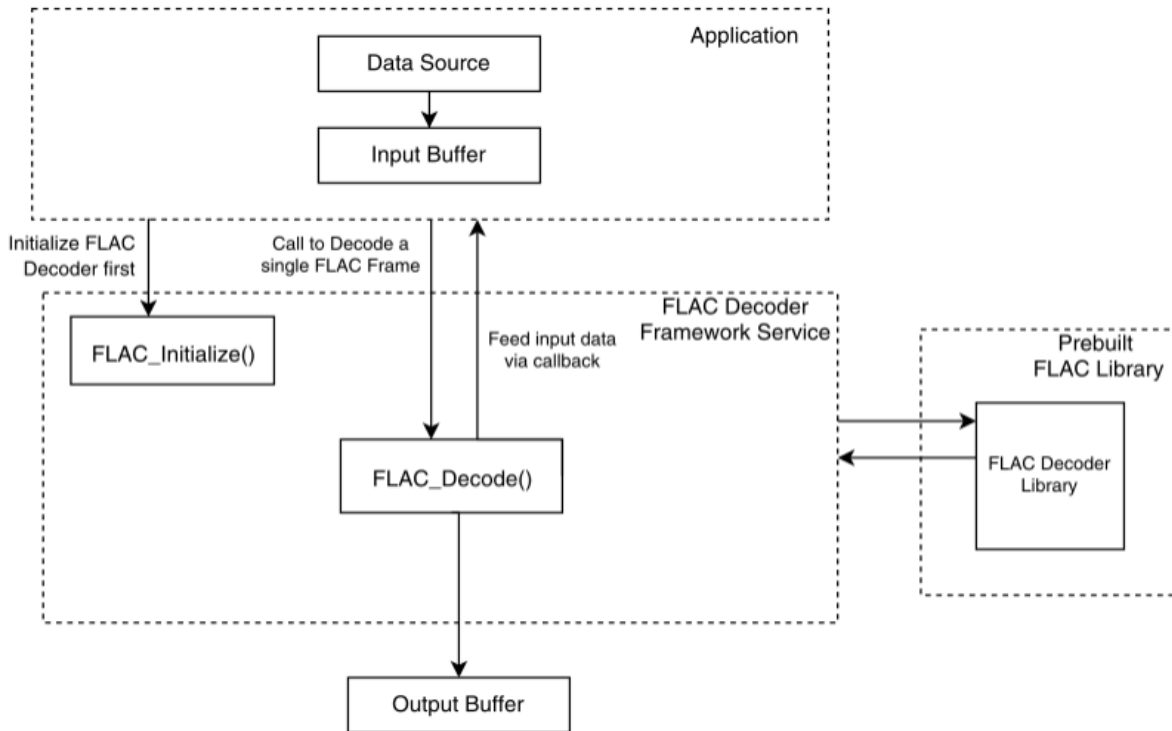 Application
Data Source
Input Buffer
Initialize FLAC
Decoder first
Call to Decode a
single FLAC Frame
Feed input data
via callback
FLAC Decoder
Framework Service
FLAC_Initialize()
FLAC_Decode()
Prebuilt
FLAC Library
FLAC Decoder
Library
Output Buffer